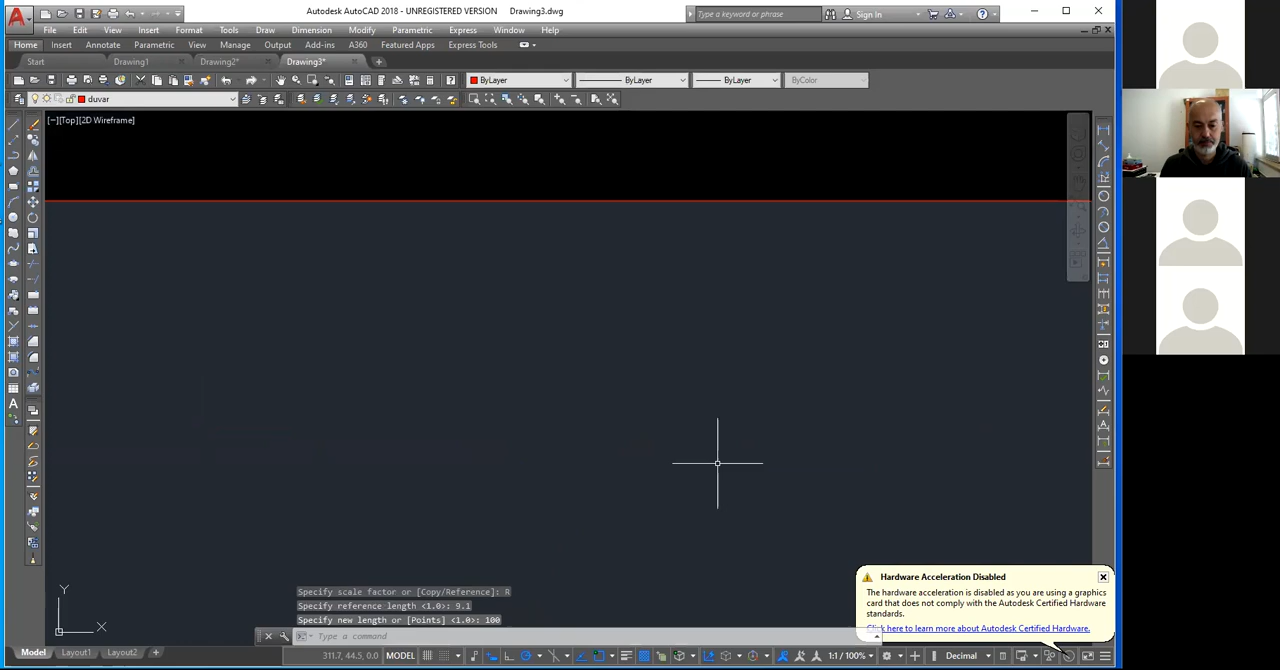 Autodesk AutoCAD 2018 - UNREGISTERED VERSION Drawing3.dwg
Type a keyword or phrase
Sign In
File Edit View Insert Format Tools Draw Dimension Modify Parametric Express Window Help
Home Insert Annotate Parametric View Manage Output Add-ins A360 Featured Apps Express Tools
Start Drawing1 Drawing2* Drawing3*
ByLayer ByLayer ByLayer ByColor
duvar
[−][Top][2D Wireframe]
Y
X
Specify scale factor or [Copy/Reference]: R
Specify reference length <1.0>: 9.1
Specify new length or [Points] <1.0>: 100
Type a command
Hardware Acceleration Disabled
The hardware acceleration is disabled as you are using a graphics
card that does not comply with the Autodesk Certified Hardware
standards.
Click here to learn more about Autodesk Certified Hardware.
Model Layout1 Layout2
311.7, 44.5, 0.0 MODEL 1:1 / 100% Decimal